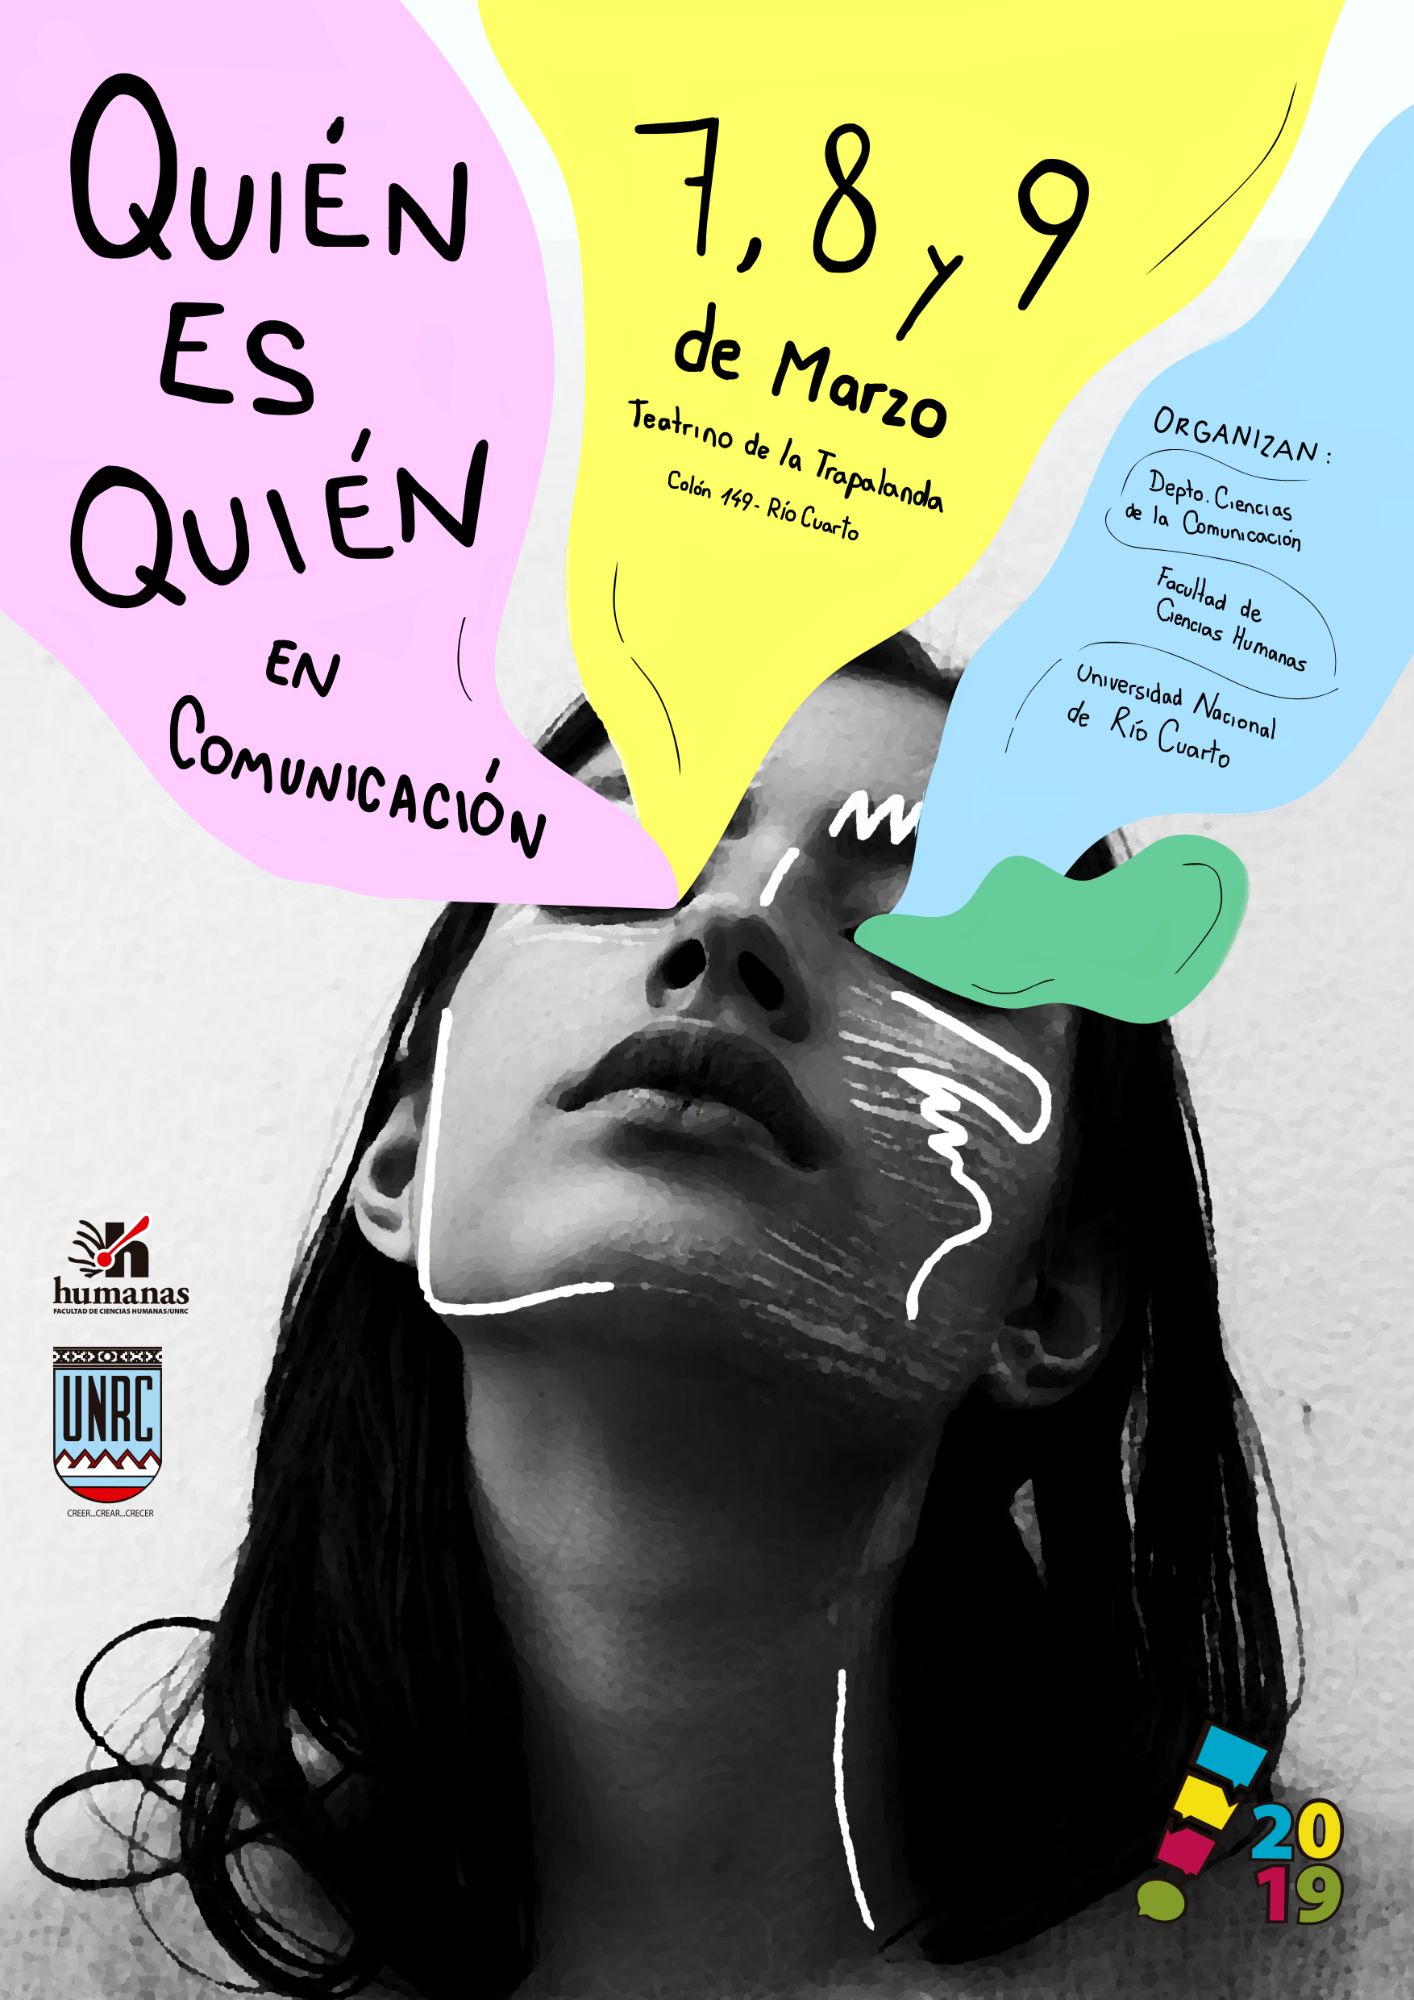 QUIÉN
ES
QUIÉN
EN
COMUNICACIÓN
7, 8 y 9
de Marzo
Teatrino de la Trapalanda
Colón 149- Río Cuarto
ORGANIZAN:
Depto. Ciencias
de la Comunicación
Facultad de
Ciencias Humanas
Universidad Nacional
de Río Cuarto
h
humanas
FACULTAD DE CIENCIAS HUMANAS/UNRC
UNRC
CREER...CREAR...CRECER
20
19